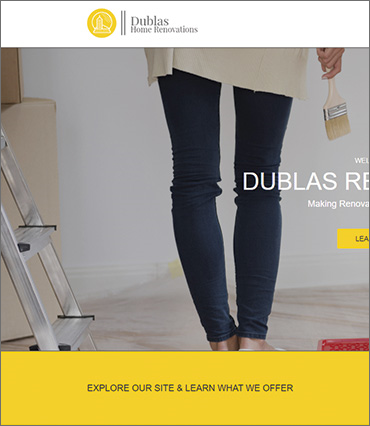 Dublas
Home Renovations
WEL
DUBLAS RE
Making Renova
LEA
EXPLORE OUR SITE & LEARN WHAT WE OFFER